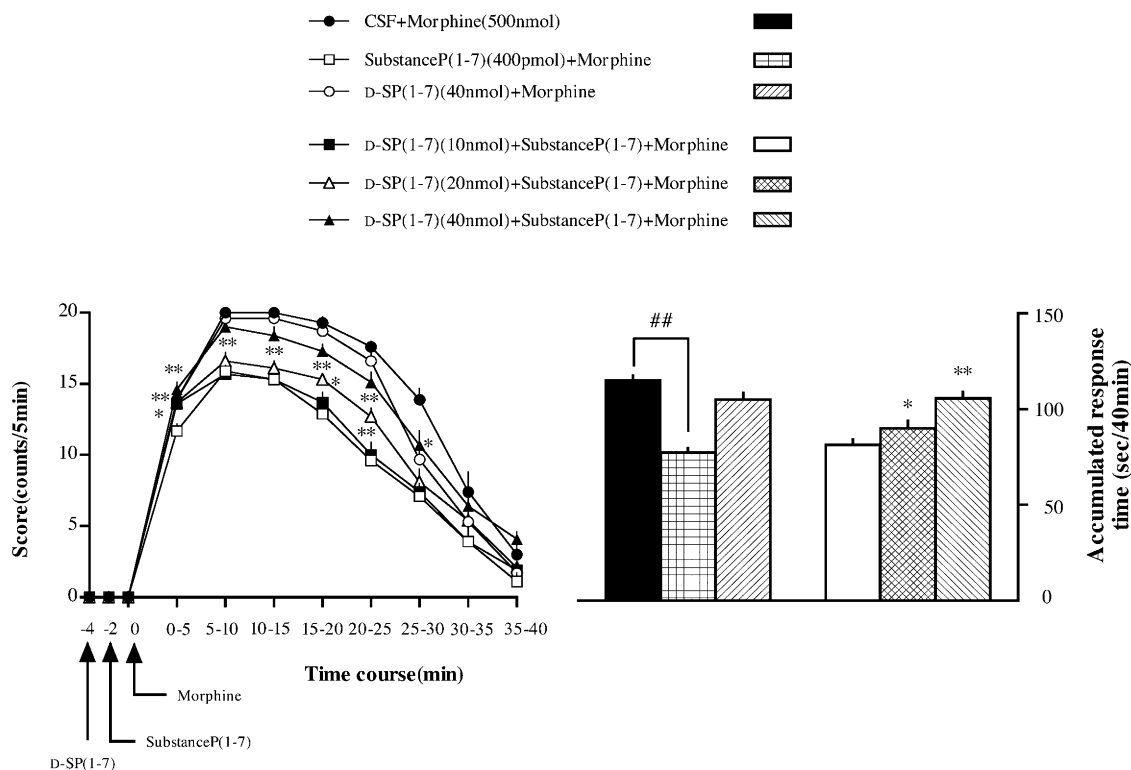 CSF+Morphine(500nmol)
SubstanceP(1-7)(400pmol)+Morphine
D-SP(1-7)(40nmol)+Morphine
D-SP(1-7)(10nmol)+SubstanceP(1-7)+Morphine
D-SP(1-7)(20nmol)+SubstanceP(1-7)+Morphine
D-SP(1-7)(40nmol)+SubstanceP(1-7)+Morphine
Score(counts/5min)
20
15
10
5
0
**
**
*
**
**
**
*
**
**
*
-4 -2 0 0-5 5-10 10-15 15-20 20-25 25-30 30-35 35-40
Time course(min)
Morphine
SubstanceP(1-7)
D-SP(1-7)
##
*
**
150
100
50
0
Accumulated response
time (sec/40min)